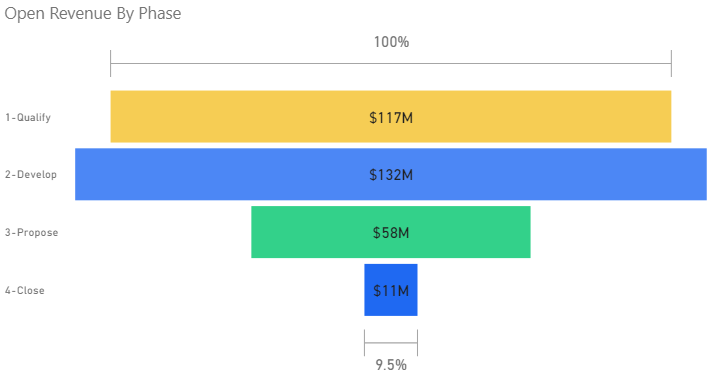 Open Revenue By Phase
100%
1-Qualify
$117M
2-Develop
$132M
3-Propose
$58M
4-Close
$11M
9.5%